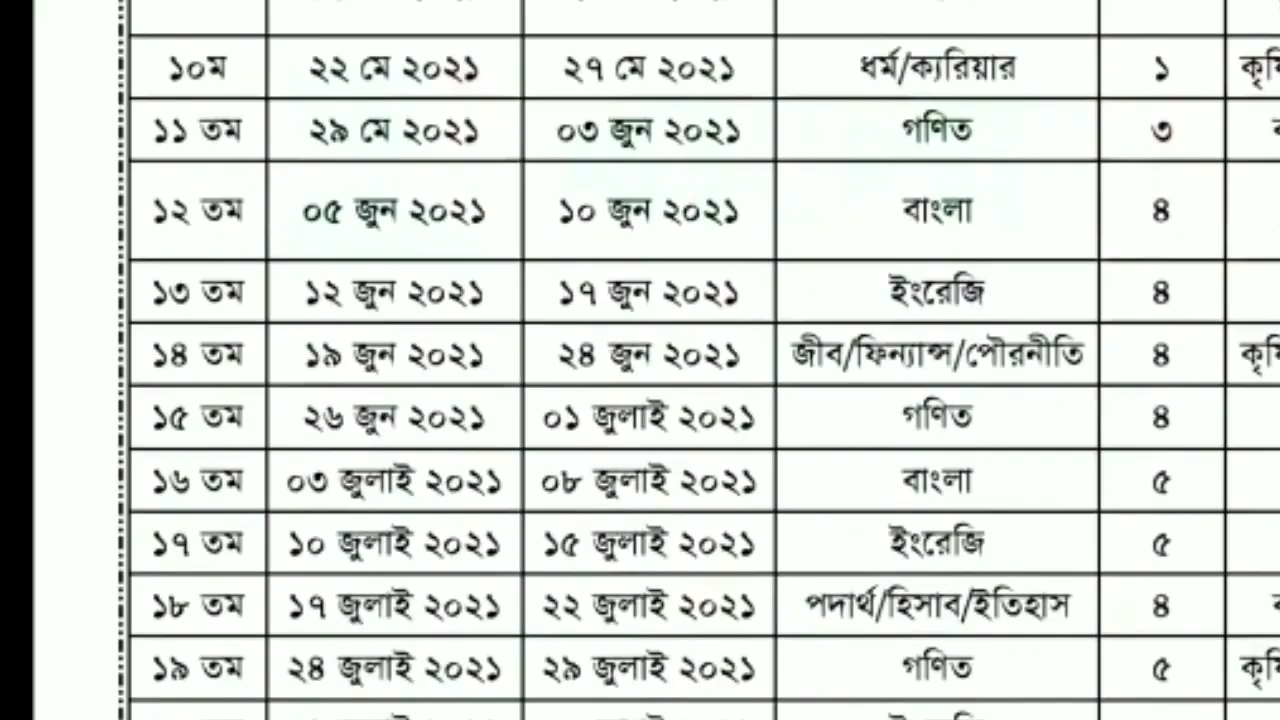 ১০ম ২২ মে ২০২১ ২৭ মে ২০২১ ধর্ম/ক্যারিয়ার ১
১১ তম ২৯ মে ২০২১ ০৩ জুন ২০২১ গণিত ৩
১২ তম ০৫ জুন ২০২১ ১০ জুন ২০২১ বাংলা ৪
১৩ তম ১২ জুন ২০২১ ১৭ জুন ২০২১ ইংরেজি ৪
১৪ তম ১৯ জুন ২০২১ ২৪ জুন ২০২১ জীব/ফিন্যান্স/পৌরনীতি ৪
১৫ তম ২৬ জুন ২০২১ ০১ জুলাই ২০২১ গণিত ৪
১৬ তম ০৩ জুলাই ২০২১ ০৮ জুলাই ২০২১ বাংলা ৫
১৭ তম ১০ জুলাই ২০২১ ১৫ জুলাই ২০২১ ইংরেজি ৫
১৮ তম ১৭ জুলাই ২০২১ ২২ জুলাই ২০২১ পদার্থ/হিসাব/ইতিহাস ৪
১৯ তম ২৪ জুলাই ২০২১ ২৯ জুলাই ২০২১ গণিত ৫